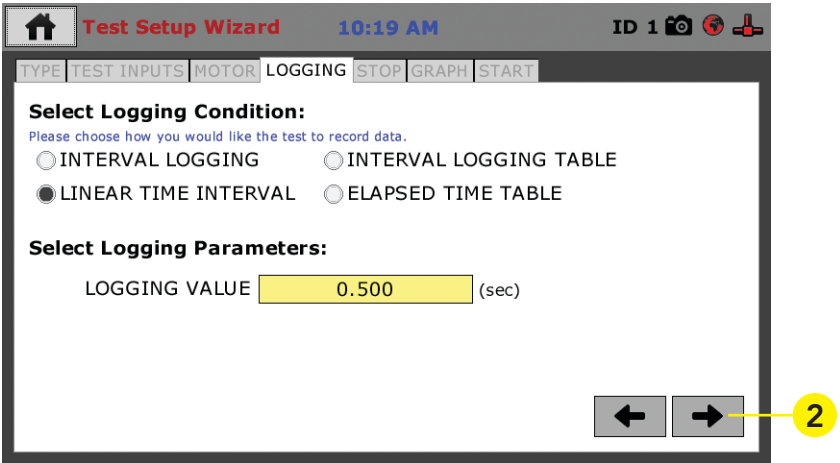 Test Setup Wizard 10:19 AM ID 1
TYPE TEST INPUTS MOTOR LOGGING STOP GRAPH START
Select Logging Condition:
Please choose how you would like the test to record data.
INTERVAL LOGGING INTERVAL LOGGING TABLE
LINEAR TIME INTERVAL ELAPSED TIME TABLE
Select Logging Parameters:
LOGGING VALUE 0.500 (sec)
2